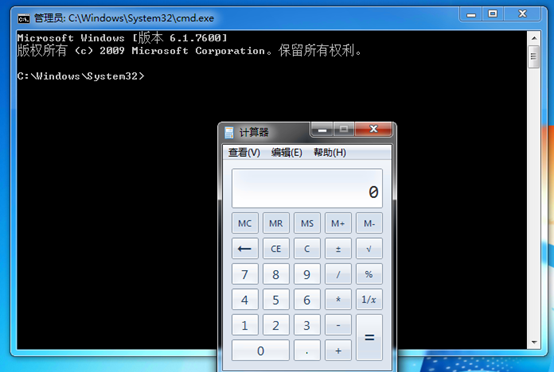 管理员: C:\Windows\System32\cmd.exe
Microsoft Windows [版本 6.1.7600]
版权所有 (c) 2009 Microsoft Corporation。保留所有权利。
C:\Windows\System32>
计算器
查看(V) 编辑(E) 帮助(H)
0
MC MR MS M+ M-
← CE C ± √
7 8 9 / %
4 5 6 * 1/x
1 2 3 - =
0 . +